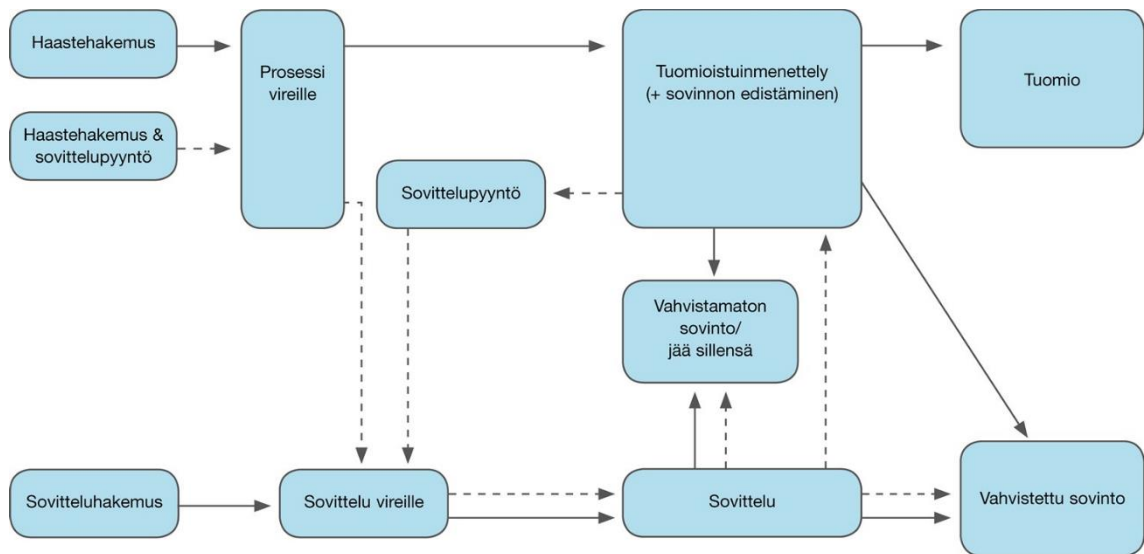 Haastehakemus
Prosessi
vireille
Tuomioistuinmenettely
(+ sovinnon edistäminen)
Tuomio
Haastehakemus &
sovittelupyyntö
Sovittelupyyntö
Vahvistamaton
sovinto/
jää sillensä
Sovitteluhakemus
Sovittelu vireille
Sovittelu
Vahvistettu sovinto